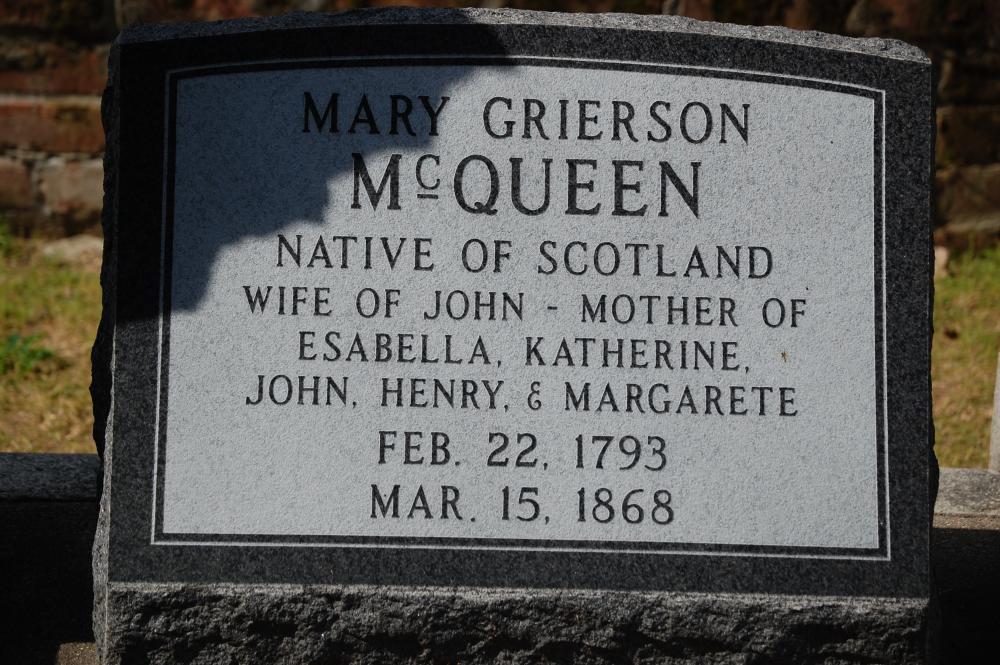 MARY GRIERSON
McQUEEN
NATIVE OF SCOTLAND
WIFE OF JOHN - MOTHER OF
ESABELLA, KATHERINE,
JOHN, HENRY, & MARGARETE
FEB. 22, 1793
MAR. 15, 1868